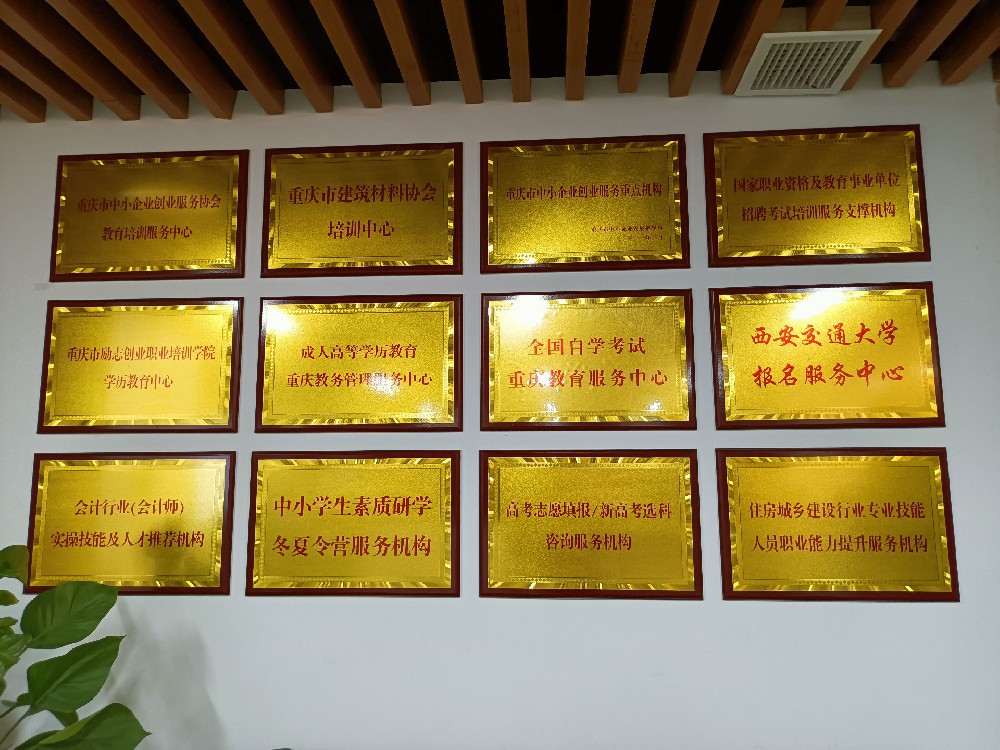 重庆市中小企业创业服务协会
教育培训服务中心
重庆市建筑材料协会
培训中心
重庆市中小企业创业服务重点机构
国家职业资格及教育事业单位
招聘考试培训服务支撑机构
重庆市励志创业职业培训学院
学历教育中心
成人高等学历教育
重庆教务管理服务中心
全国自学考试
重庆教育服务中心
西安交通大学
报名服务中心
会计行业(会计师)
实操技能及人才推荐机构
中小学生素质研学
冬夏令营服务机构
高考志愿填报/新高考选科
咨询服务机构
住房城乡建设行业专业技能
人员职业能力提升服务机构